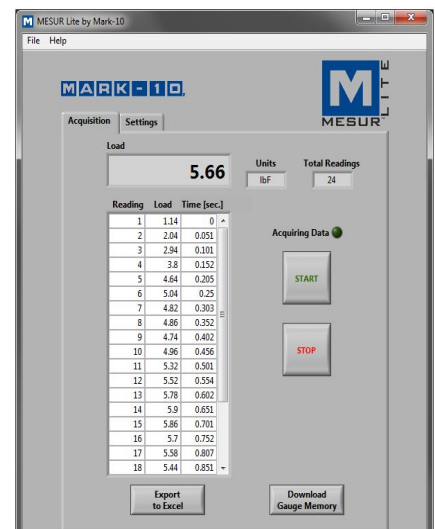 MESUR Lite by Mark-10
File Help
MARK-10
M
MESUR
LITE
Acquisition Settings
Load
5.66
Units
lbF
Total Readings
24
Reading Load Time [sec.]
1 1.14 0
2 2.04 0.051
3 2.94 0.101
4 3.8 0.152
5 4.64 0.205
6 5.04 0.25
7 4.82 0.303
8 4.86 0.352
9 4.74 0.402
10 4.96 0.456
11 5.32 0.501
12 5.52 0.554
13 5.78 0.602
14 5.9 0.651
15 5.86 0.701
16 5.7 0.752
17 5.58 0.807
18 5.44 0.851
Acquiring Data
START
STOP
Export
to Excel
Download
Gauge Memory